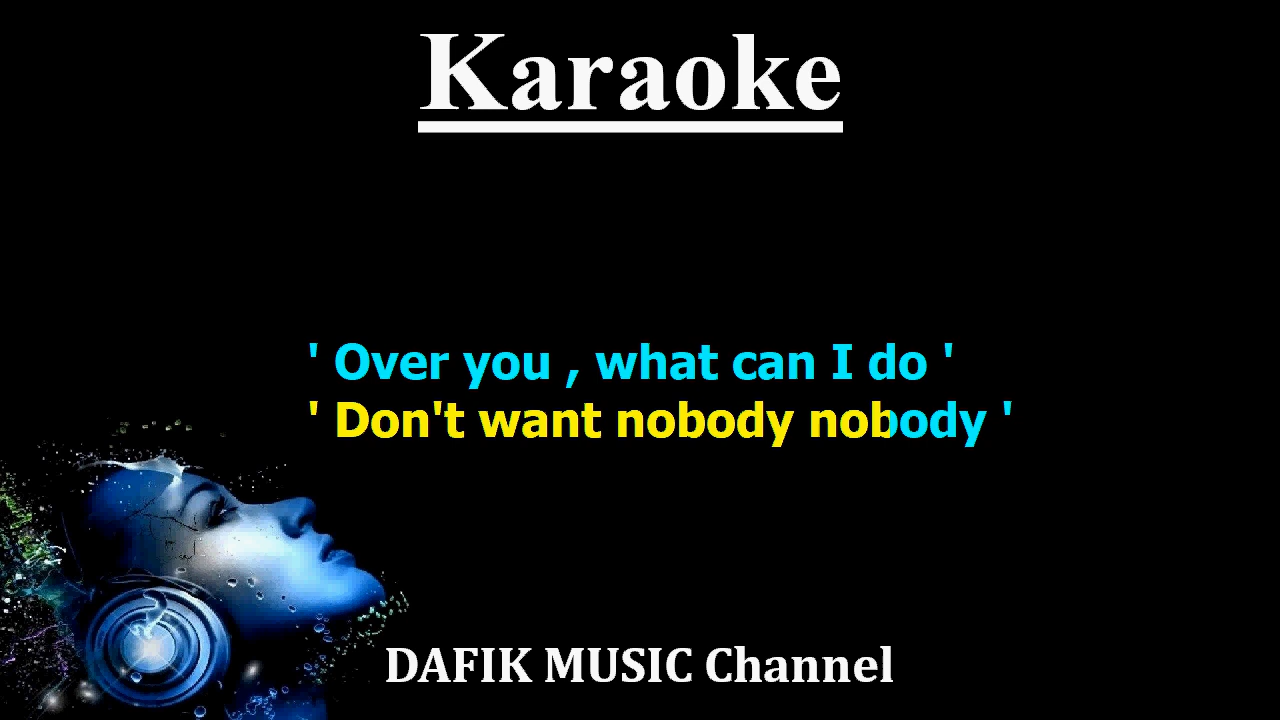 Karaoke
' Over you , what can I do '
' Don't want nobody nobody '
DAFIK MUSIC Channel